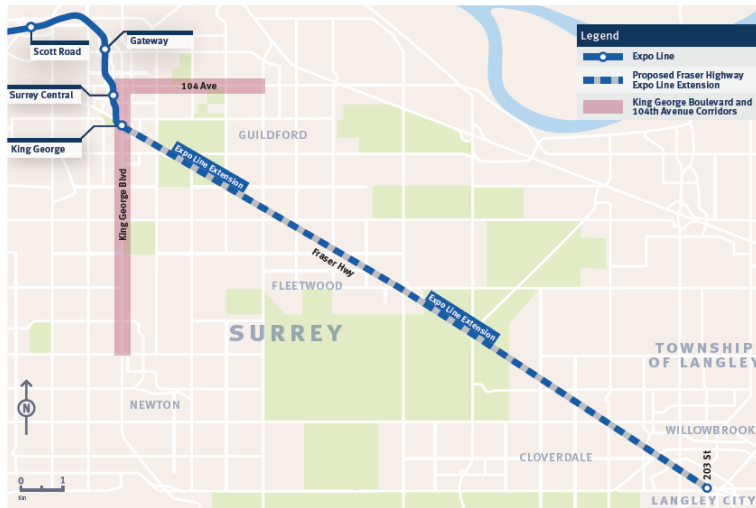 Scott Road
Gateway
Surrey Central
King George
104 Ave
King George Blvd
GUILDFORD
Expo Line Extension
Fraser Hwy
FLEETWOOD
SURREY
Expo Line Extension
NEWTON
CLOVERDALE
TOWNSHIP
OF LANGLEY
WILLOWBROOK
203 St
LANGLEY CITY
N
0 1
Km
Legend
Expo Line
Proposed Fraser Highway
Expo Line Extension
King George Boulevard and
104th Avenue Corridors